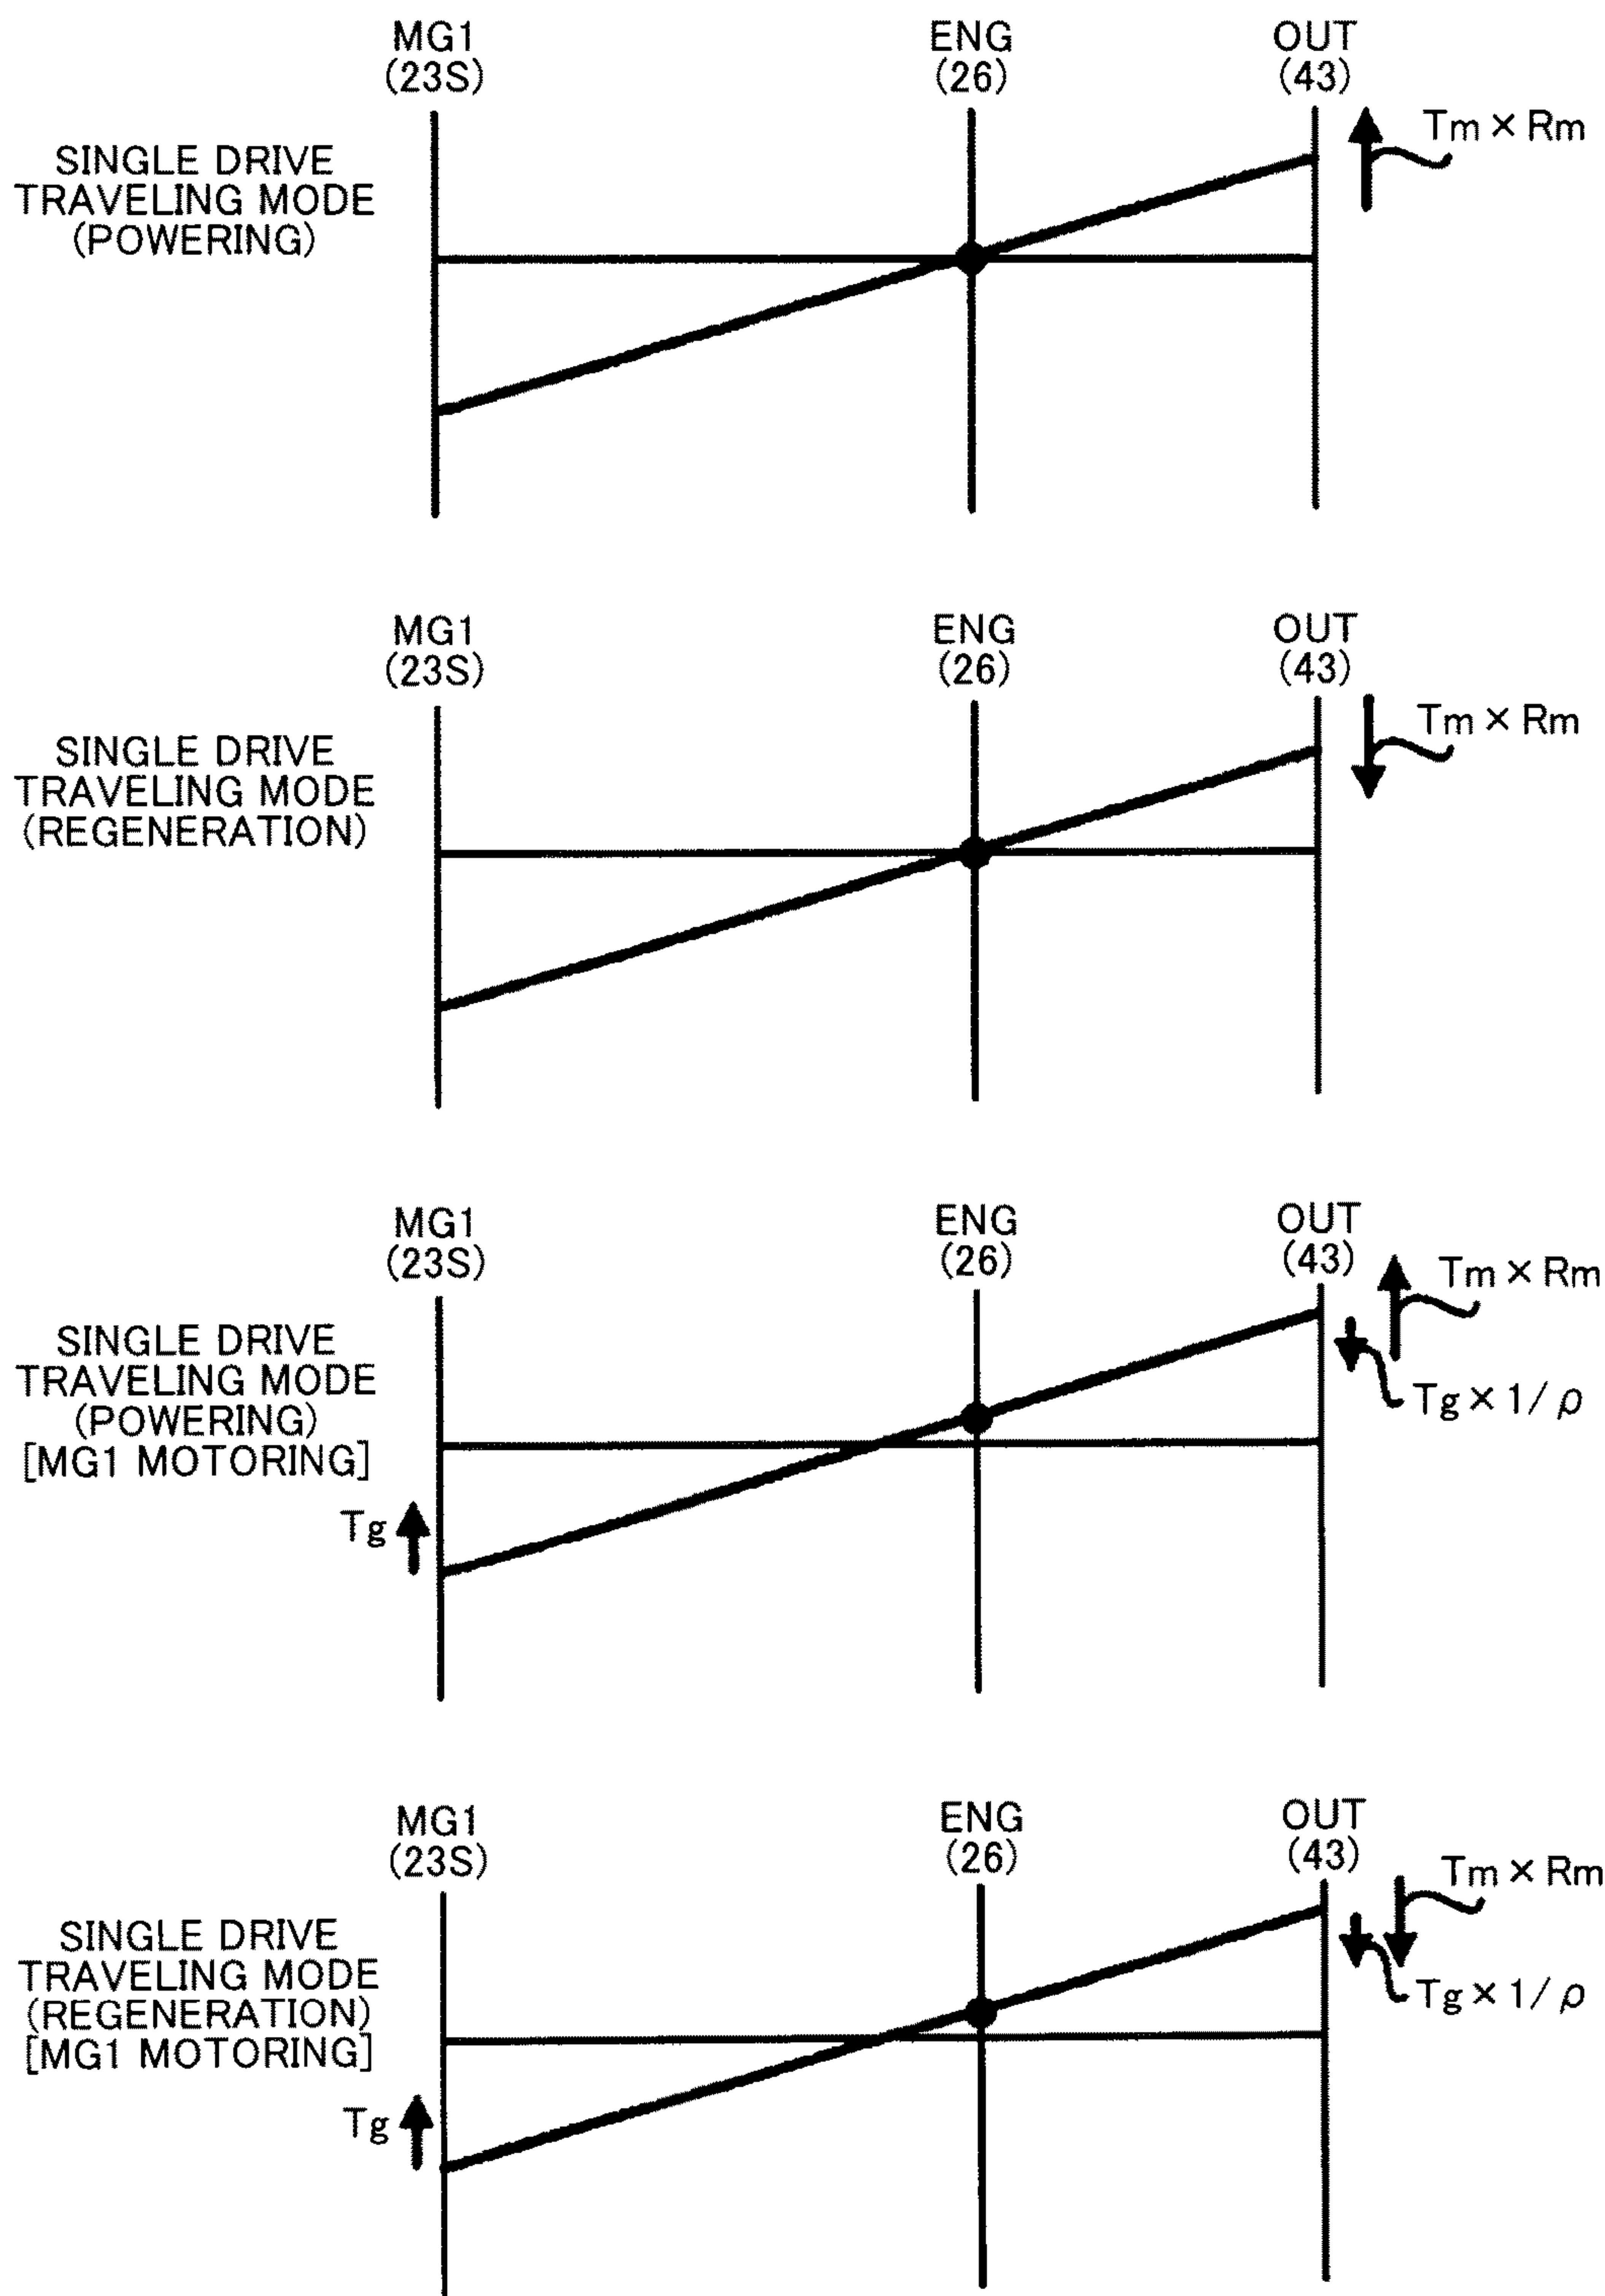 MG1
(23S)
ENG
(26)
OUT
(43)
SINGLE DRIVE
TRAVELING MODE
(POWERING)
Tm × Rm
MG1
(23S)
ENG
(26)
OUT
(43)
SINGLE DRIVE
TRAVELING MODE
(REGENERATION)
Tm × Rm
MG1
(23S)
ENG
(26)
OUT
(43)
SINGLE DRIVE
TRAVELING MODE
(POWERING)
[MG1 MOTORING]
Tm × Rm
Tg × 1/ρ
Tg
MG1
(23S)
ENG
(26)
OUT
(43)
SINGLE DRIVE
TRAVELING MODE
(REGENERATION)
[MG1 MOTORING]
Tm × Rm
Tg × 1/ρ
Tg